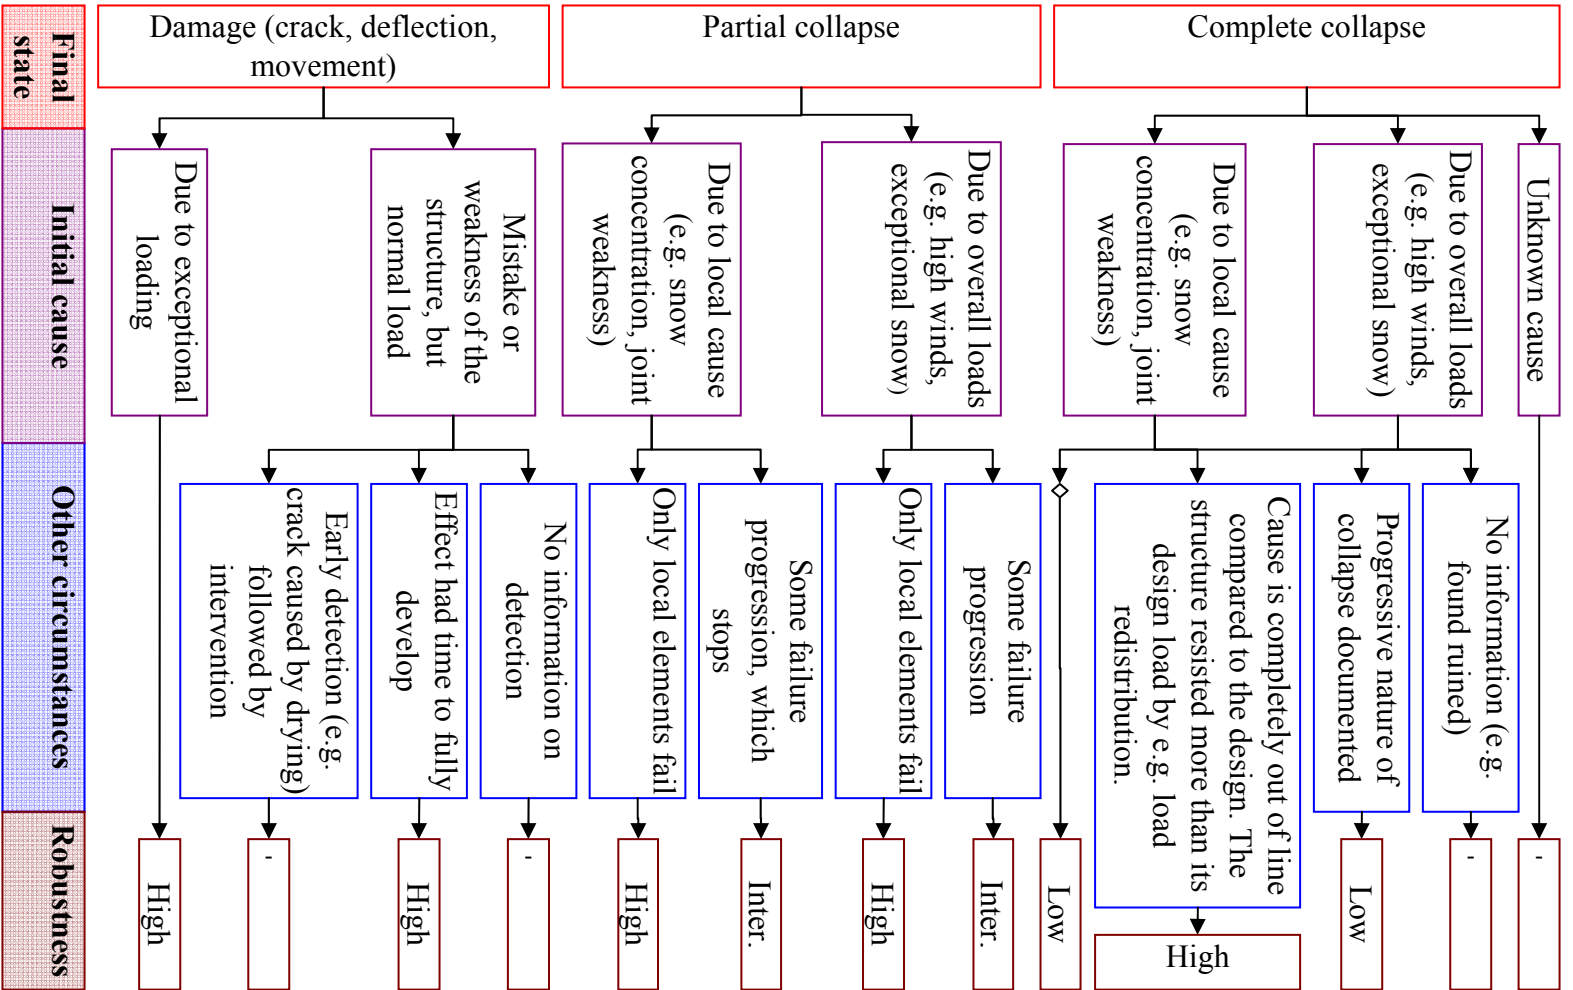 Final
state
Damage (crack, deflection,
movement)
Partial collapse
Complete collapse
Initial cause
Due to exceptional
loading
Mistake or
weakness of the
structure, but
normal load
Due to local cause
(e.g. snow
concentration, joint
weakness)
Due to overall loads
(e.g. high winds,
exceptional snow)
Due to local cause
(e.g. snow
concentration, joint
weakness)
Due to overall loads
(e.g. high winds,
exceptional snow)
Unknown cause
Other circumstances
Early detection (e.g.
crack caused by drying)
followed by
intervention
Effect had time to fully
develop
No information on
detection
Only local elements fail
Some failure
progression, which
stops
Only local elements fail
Some failure
progression
Cause is completely out of line
compared to the design. The
structure resisted more than its
design load by e.g. load
redistribution.
Progressive nature of
collapse documented
No information (e.g.
found ruined)
Robustness
High
-
High
-
High
Inter.
High
Inter.
Low
High
Low
-
-